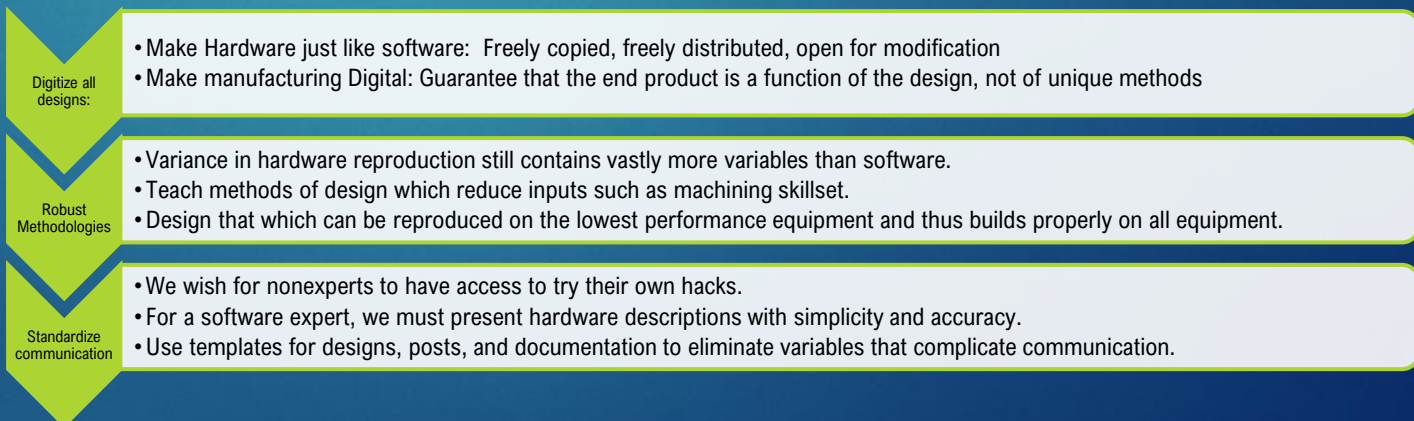 Digitize all
designs:
• Make Hardware just like software:  Freely copied, freely distributed, open for modification
• Make manufacturing Digital: Guarantee that the end product is a function of the design, not of unique methods
Robust
Methodologies
• Variance in hardware reproduction still contains vastly more variables than software.
• Teach methods of design which reduce inputs such as machining skillset.
• Design that which can be reproduced on the lowest performance equipment and thus builds properly on all equipment.
Standardize
communication
• We wish for nonexperts to have access to try their own hacks.
• For a software expert, we must present hardware descriptions with simplicity and accuracy.
• Use templates for designs, posts, and documentation to eliminate variables that complicate communication.